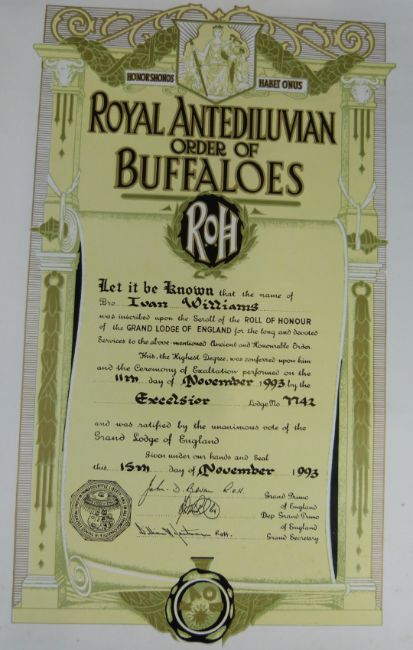 HONORSHONOS HABET ONUS
ROYAL ANTEDILUVIAN
ORDER OF
BUFFALOES
RoH
Let it be Known that the name of
Bro Ivan Williams
was inscribed upon the Scroll of the ROLL OF HONOUR
of the GRAND LODGE OF ENGLAND for the long and devoted
Services to the above-mentioned Ancient and Honourable Order.
This, the Highest Degree, was conferred upon him
and the Ceremony of Exaltation performed on the
11th day of November 1993 by the
Excelsior Lodge No 7742
and was ratified by the unanimous vote of the
Grand Lodge of England
Given under our hands and Seal
this 15th day of November 1993
John D. Bevan R.o.H. Grand Primo
of England
Dep Grand Primo
of England
William RoH. Grand Secretary